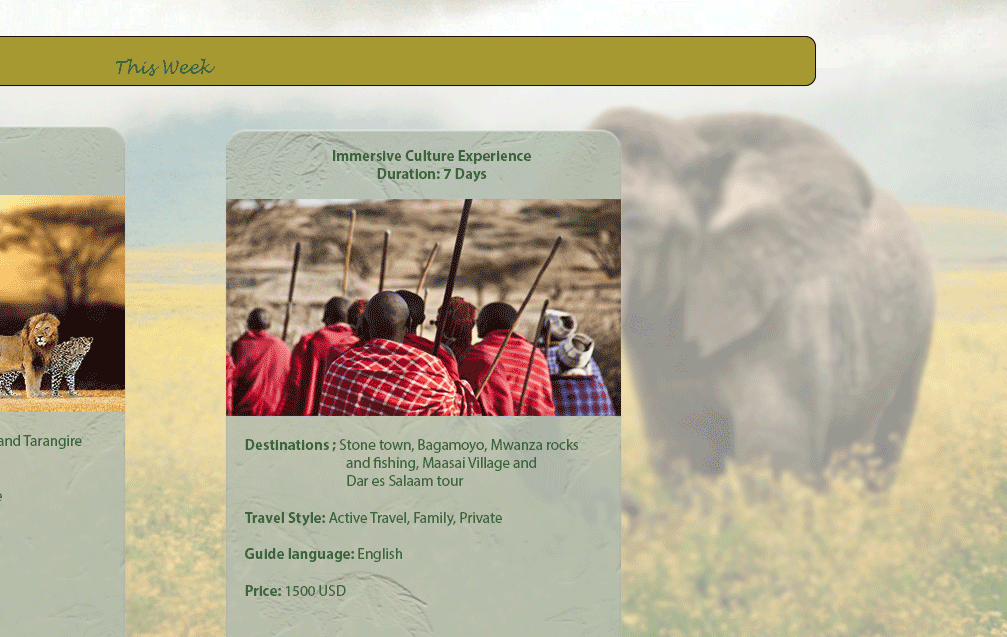 This Week
and Tarangire
e
Immersive Culture Experience
Duration: 7 Days
Destinations ; Stone town, Bagamoyo, Mwanza rocks
and fishing, Maasai Village and
Dar es Salaam tour
Travel Style: Active Travel, Family, Private
Guide language: English
Price: 1500 USD